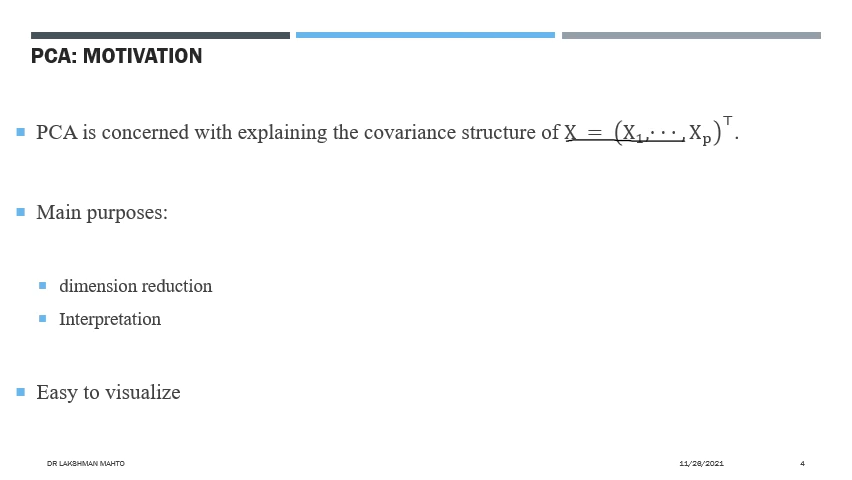 PCA: MOTIVATION
PCA is concerned with explaining the covariance structure of X = (X₁,···, Xₚ)ᵀ.
Main purposes:
dimension reduction
Interpretation
Easy to visualize
DR LAKSHMAN MAHTO 11/26/2021 4